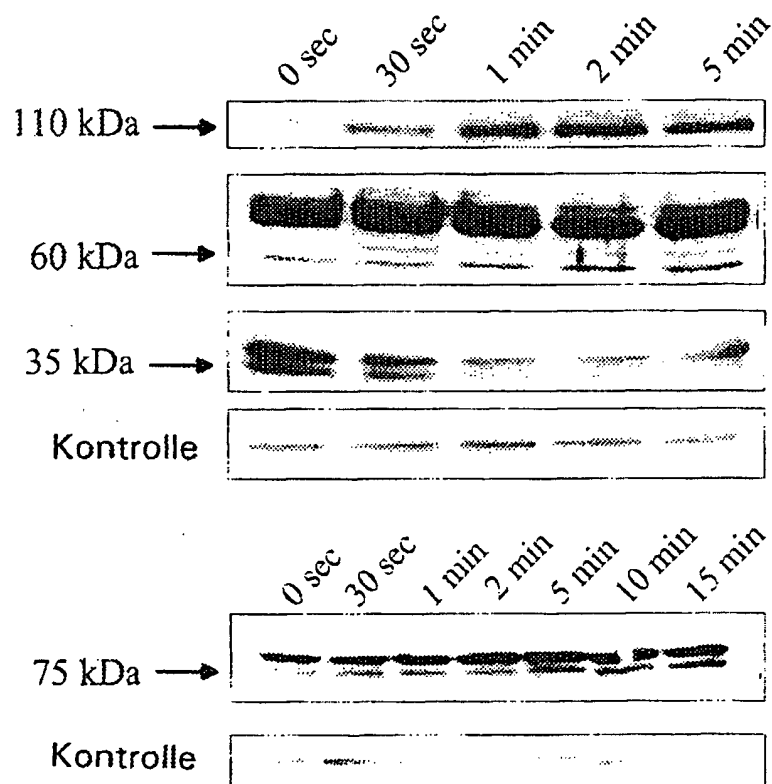 0 sec 30 sec 1 min 2 min 5 min
110 kDa
60 kDa
35 kDa
Kontrolle
0 sec 30 sec 1 min 2 min 5 min 10 min 15 min
75 kDa
Kontrolle